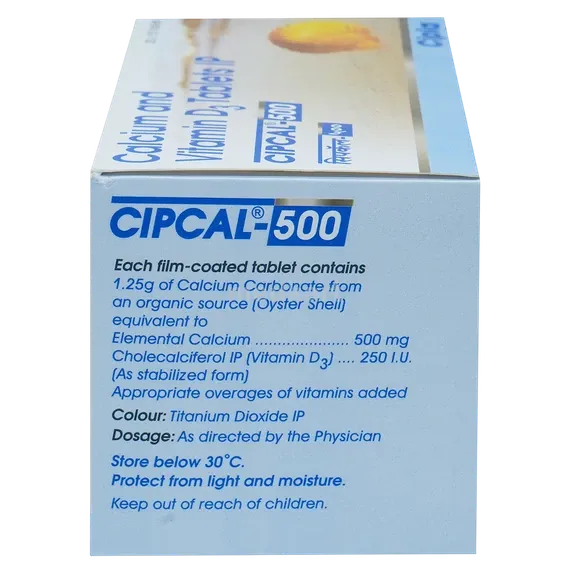 Cipla
Calcium and
Vitamin D3 Tablets IP
CIPCAL-500
सिपकॅल-५००
CIPCAL®-500
Each film-coated tablet contains
1.25g of Calcium Carbonate from
an organic source (Oyster Shell)
equivalent to
Elemental Calcium ..................... 500 mg
Cholecalciferol IP (Vitamin D3) .... 250 I.U.
(As stabilized form)
Appropriate overages of vitamins added
Colour: Titanium Dioxide IP
Dosage: As directed by the Physician
Store below 30°C.
Protect from light and moisture.
Keep out of reach of children.